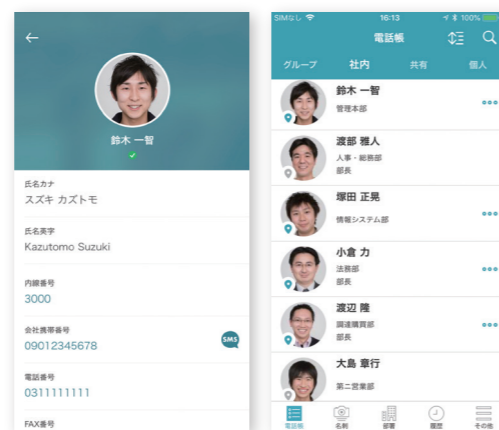 鈴木 一智
氏名カナ
スズキ カズトモ
氏名英字
Kazutomo Suzuki
内線番号
3000
会社携帯番号
09012345678
SMS
電話番号
0311111111
FAX番号
SIMなし 16:13 100%
電話帳
グループ 社内 共有 個人
鈴木 一智
管理本部
渡部 雅人
人事・総務部
部長
塚田 正晃
情報システム部
小倉 力
法務部
部長
渡辺 隆
調達購買部
部長
大島 章行
第二営業部
電話帳 名刺 部署 履歴 その他